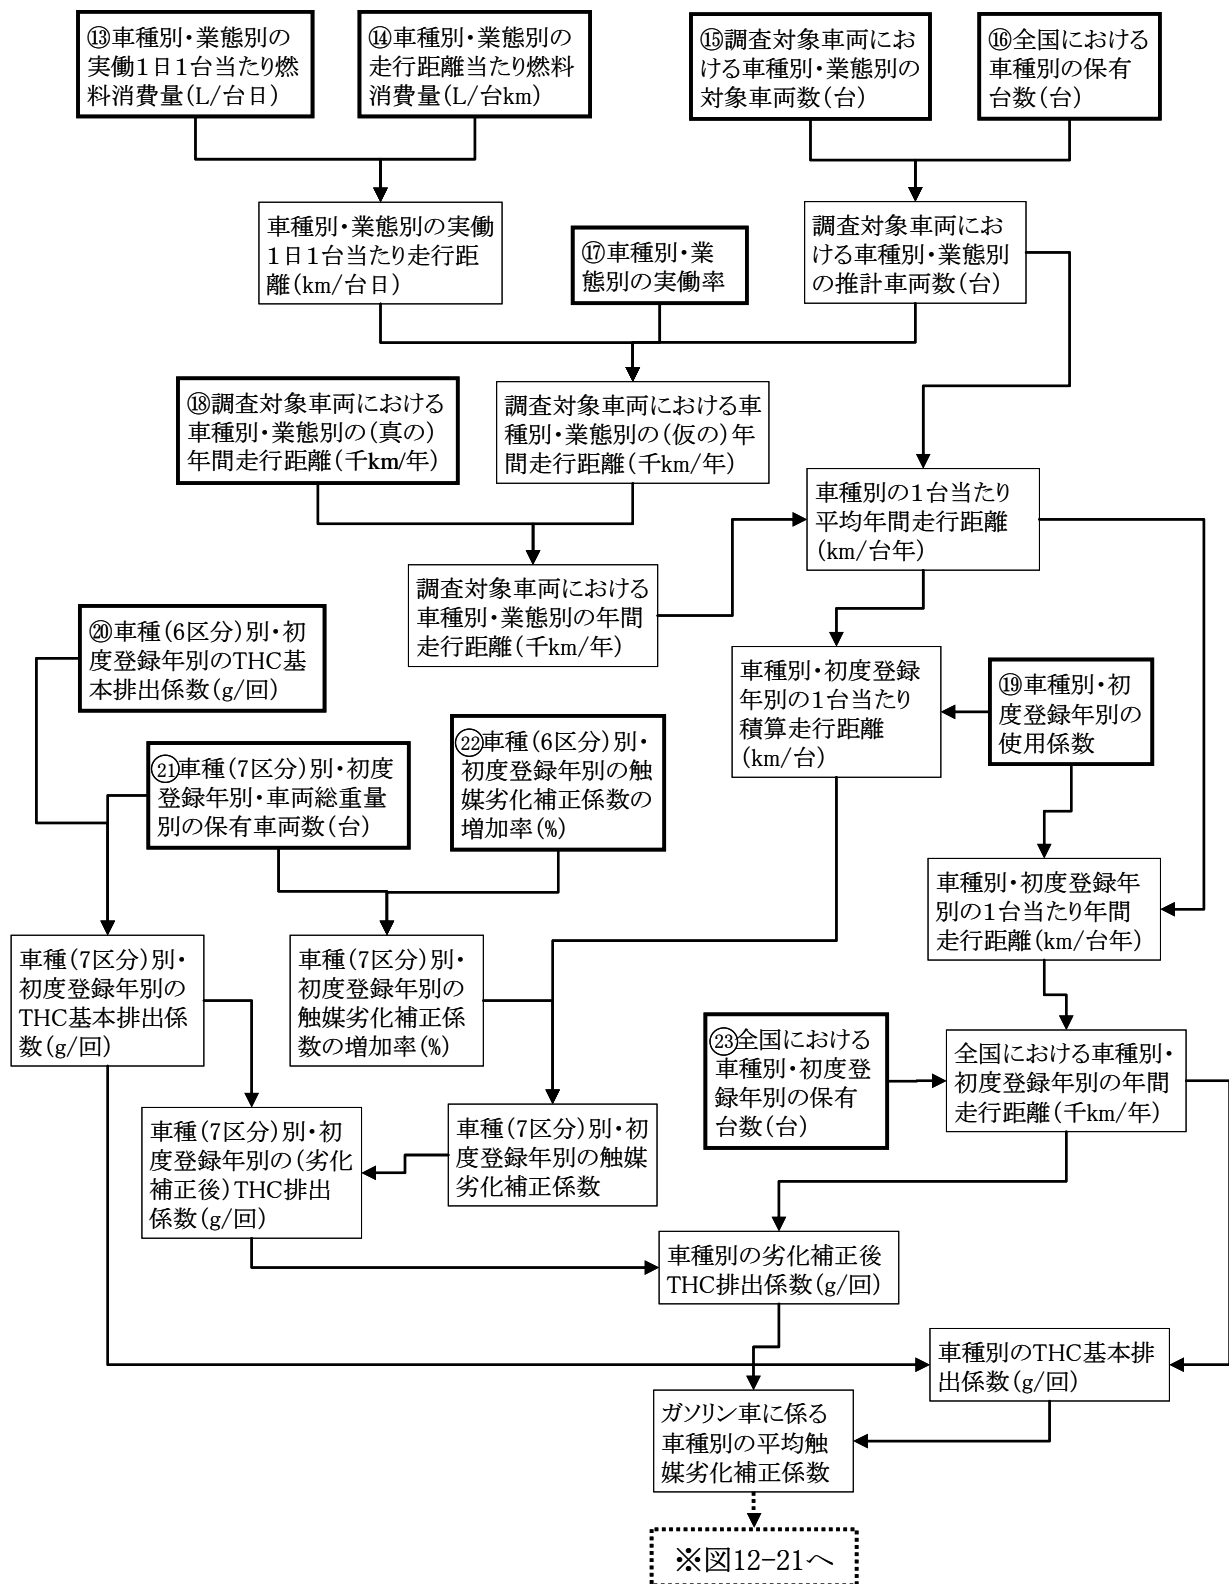 ⑬車種別・業態別の
実働1日1台当たり燃
料消費量(L/台日)
⑭車種別・業態別の
走行距離当たり燃料
消費量(L/台km)
⑮調査対象車両にお
ける車種別・業態別の
対象車両数(台)
⑯全国における
車種別の保有
台数(台)
車種別・業態別の実働
1日1台当たり走行距
離(km/台日)
⑰車種別・業
態別の実働率
調査対象車両にお
ける車種別・業態別
の推計車両数(台)
⑱調査対象車両における
車種別・業態別の(真の)
年間走行距離(千km/年)
調査対象車両における車
種別・業態別の(仮の)年
間走行距離(千km/年)
車種別の1台当たり
平均年間走行距離
(km/台年)
調査対象車両における
車種別・業態別の年間
走行距離(千km/年)
⑳車種(6区分)別・初
度登録年別のTHC基
本排出係数(g/回)
車種別・初度登録
年別の1台当たり
積算走行距離
(km/台)
⑲車種別・初
度登録年別の
使用係数
㉑車種(7区分)別・初度
登録年別・車両総重量
別の保有車両数(台)
㉒車種(6区分)別・
初度登録年別の触
媒劣化補正係数の
増加率(%)
車種別・初度登録年
別の1台当たり年間
走行距離(km/台年)
車種(7区分)別・
初度登録年別の
THC基本排出係
数(g/回)
車種(7区分)別・
初度登録年別の
触媒劣化補正係
数の増加率(%)
㉓全国における
車種別・初度登
録年別の保有
台数(台)
全国における車種別・
初度登録年別の年間
走行距離(千km/年)
車種(7区分)別・初
度登録年別の(劣化
補正後)THC排出
係数(g/回)
車種(7区分)別・初
度登録年別の触媒
劣化補正係数
車種別の劣化補正後
THC排出係数(g/回)
車種別のTHC基本排
出係数(g/回)
ガソリン車に係る
車種別の平均触
媒劣化補正係数
※図12-21へ